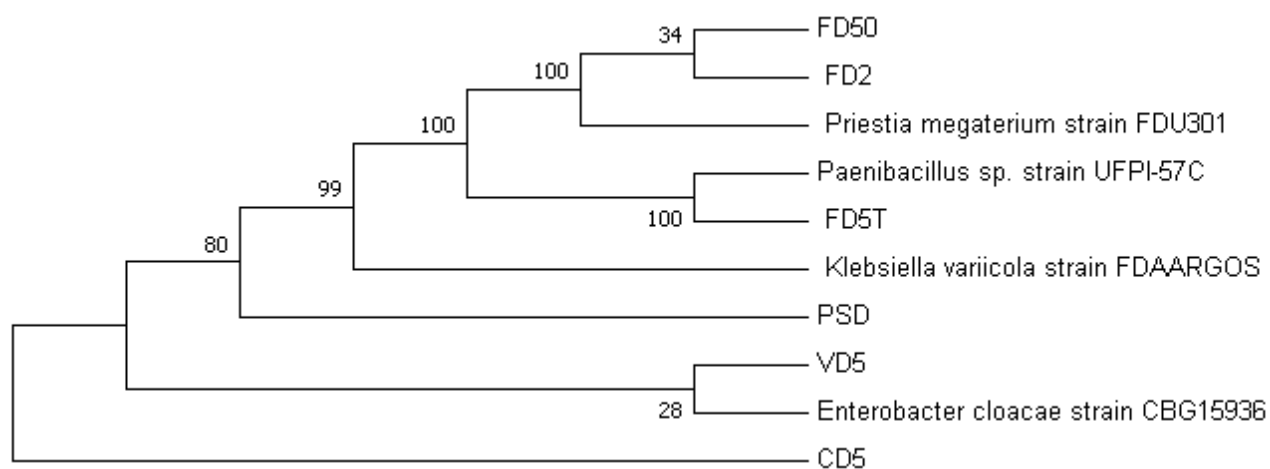 FD50
34
FD2
100
Priestia megaterium strain FDU301
100
Paenibacillus sp. strain UFPI-57C
99
FD5T
100
80
Klebsiella variicola strain FDAARGOS
PSD
VD5
28
Enterobacter cloacae strain CBG15936
CD5